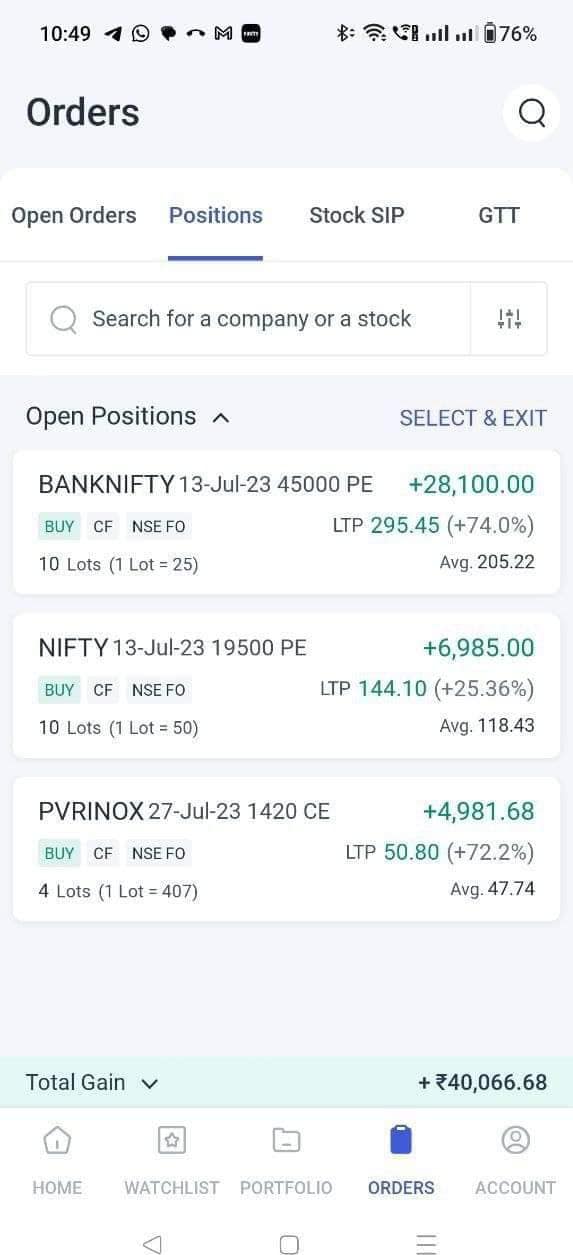 10:49 76%
Orders
Open Orders Positions Stock SIP GTT
Search for a company or a stock
Open Positions SELECT & EXIT
BANKNIFTY 13-Jul-23 45000 PE +28,100.00
BUY CF NSE FO LTP 295.45 (+74.0%)
10 Lots (1 Lot = 25) Avg. 205.22
NIFTY 13-Jul-23 19500 PE +6,985.00
BUY CF NSE FO LTP 144.10 (+25.36%)
10 Lots (1 Lot = 50) Avg. 118.43
PVRINOX 27-Jul-23 1420 CE +4,981.68
BUY CF NSE FO LTP 50.80 (+72.2%)
4 Lots (1 Lot = 407) Avg. 47.74
Total Gain + ₹40,066.68
HOME WATCHLIST PORTFOLIO ORDERS ACCOUNT